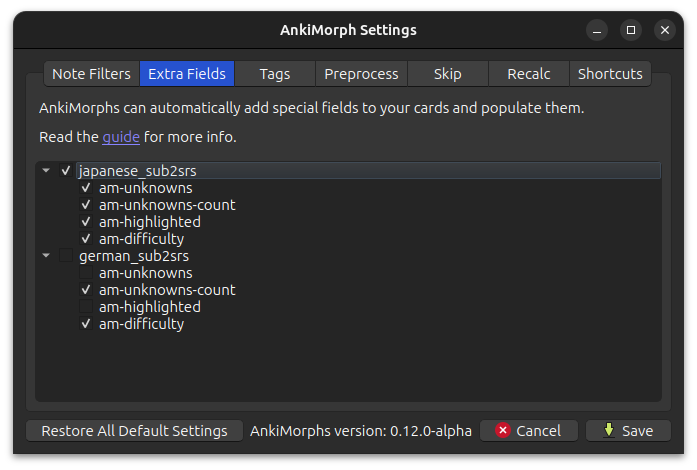 AnkiMorph Settings
Note Filters Extra Fields Tags Preprocess Skip Recalc Shortcuts
AnkiMorphs can automatically add special fields to your cards and populate them.
Read the guide for more info.
japanese_sub2srs
am-unknowns
am-unknowns-count
am-highlighted
am-difficulty
german_sub2srs
am-unknowns
am-unknowns-count
am-highlighted
am-difficulty
Restore All Default Settings AnkiMorphs version: 0.12.0-alpha Cancel Save